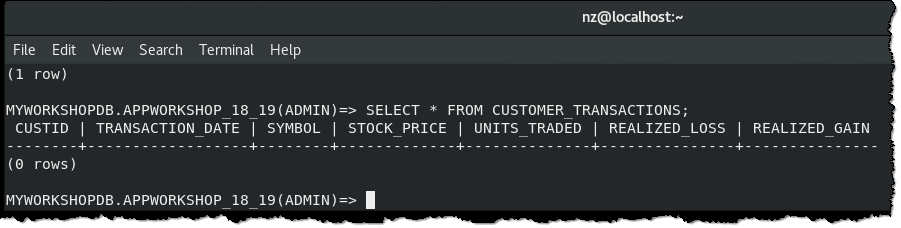 nz@localhost:~
File Edit View Search Terminal Help
(1 row)
MYWORKSHOPDB.APPWORKSHOP_18_19(ADMIN)=> SELECT * FROM CUSTOMER_TRANSACTIONS;
CUSTID | TRANSACTION_DATE | SYMBOL | STOCK_PRICE | UNITS_TRADED | REALIZED_LOSS | REALIZED_GAIN
--------+------------------+--------+-------------+--------------+---------------+---------------
(0 rows)
MYWORKSHOPDB.APPWORKSHOP_18_19(ADMIN)=>